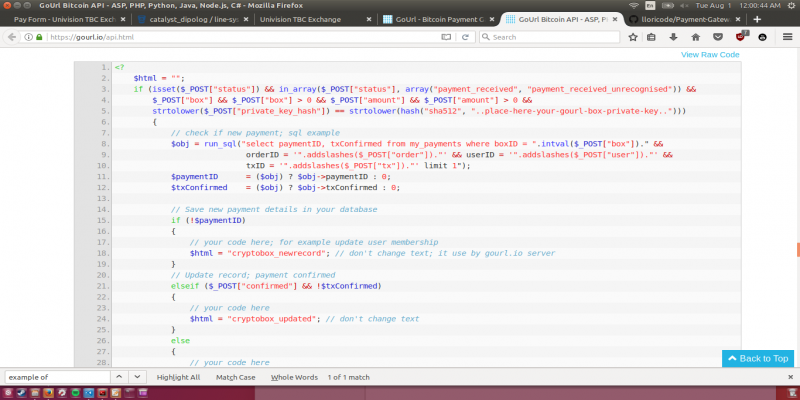 GoUrl Bitcoin API - ASP, PHP, Python, Java, Node.js, C# - Mozilla Firefox
En
Tue Aug 1 12:00:44 AM
Pay Form - Univision TBC E×
catalyst_dipolog / line-sy×
Univision TBC Exchange ×
GoUrl - Bitcoin Payment G×
GoUrl Bitcoin API - ASP, P×
lloricode/Payment-Gatew
https://gourl.io/api.html
Search
7
View Raw Code
1. <?
2. $html = "";
3. if (isset($_POST["status"]) && in_array($_POST["status"], array("payment_received", "payment_received_unrecognised")) &&
4. $_POST["box"] && $_POST["box"] > 0 && $_POST["amount"] && $_POST["amount"] > 0 &&
5. strtolower($_POST["private_key_hash"]) == strtolower(hash("sha512", "..place-here-your-gourl-box-private-key..")))
6. {
7. // check if new payment; sql example
8. $obj = run_sql("select paymentID, txConfirmed from my_payments where boxID = ".intval($_POST["box"])." &&
9. orderID = '".addslashes($_POST["order"])."' && userID = '".addslashes($_POST["user"])."' &&
10. txID = '".addslashes($_POST["tx"])."' limit 1");
11. $paymentID = ($obj) ? $obj->paymentID : 0;
12. $txConfirmed = ($obj) ? $obj->txConfirmed : 0;
13.
14. // Save new payment details in your database
15. if (!$paymentID)
16. {
17. // your code here; for example update user membership
18. $html = "cryptobox_newrecord"; // don't change text; it use by gourl.io server
19. }
20. // Update record; payment confirmed
21. elseif ($_POST["confirmed"] && !$txConfirmed)
22. {
23. // your code here
24. $html = "cryptobox_updated"; // don't change text
25. }
26. else
27. {
28. // your code here
Back to Top
example of
Highlight All
Match Case
Whole Words
1 of 1 match